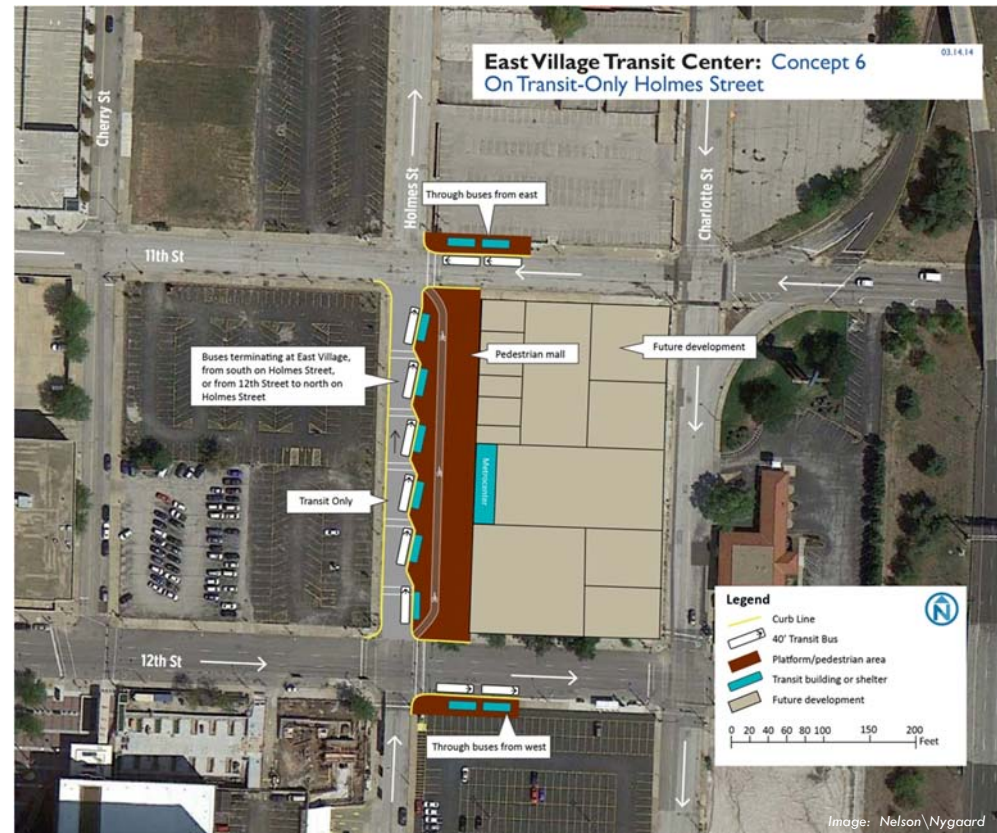 East Village Transit Center: Concept 6
On Transit-Only Holmes Street
03.14.14
Cherry St
Holmes St
Charlotte St
Through buses from east
11th St
Buses terminating at East Village,
from south on Holmes Street,
or from 12th Street to north on
Holmes Street
Pedestrian mall
Future development
Metrocenter
Transit Only
12th St
Through buses from west
Legend
N
Curb Line
40' Transit Bus
Platform/pedestrian area
Transit building or shelter
Future development
0 20 40 60 80 100 150 200
Feet
Image: Nelson\Nygaard